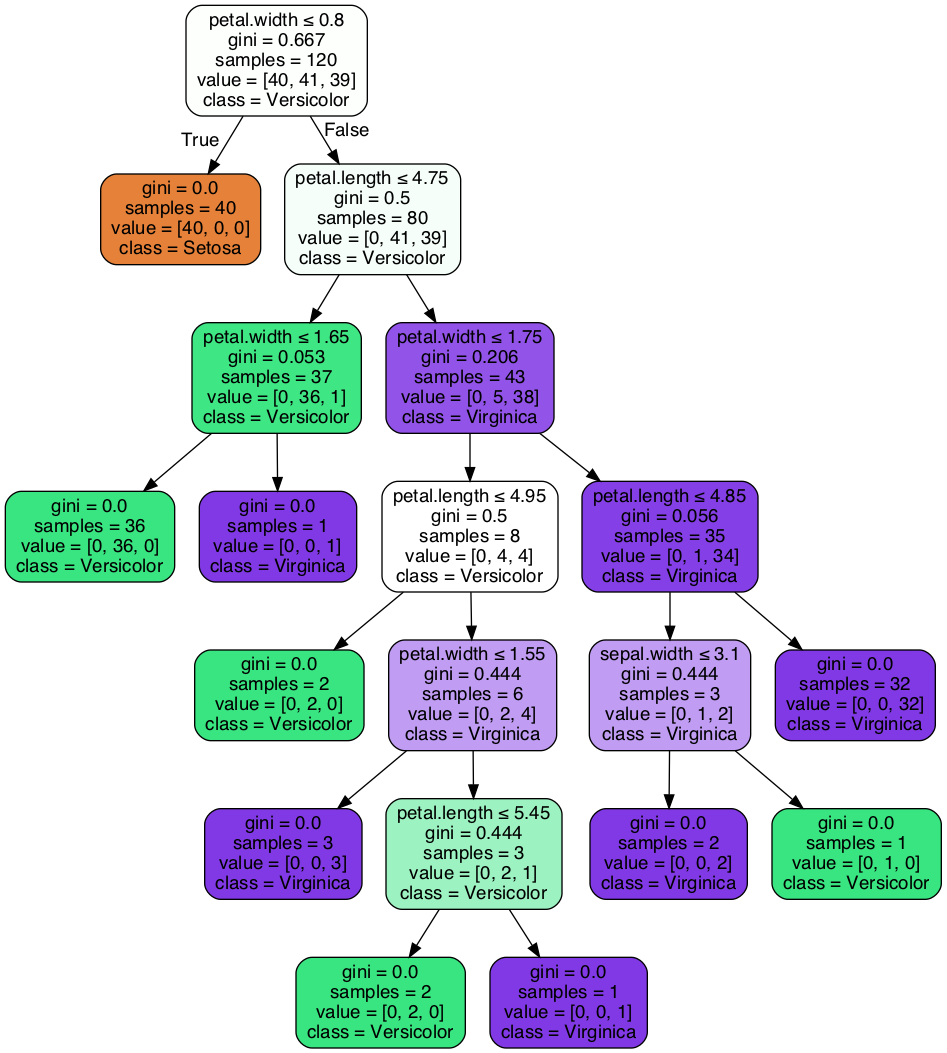 petal.width ≤ 0.8
gini = 0.667
samples = 120
value = [40, 41, 39]
class = Versicolor
True
False
gini = 0.0
samples = 40
value = [40, 0, 0]
class = Setosa
petal.length ≤ 4.75
gini = 0.5
samples = 80
value = [0, 41, 39]
class = Versicolor
petal.width ≤ 1.65
gini = 0.053
samples = 37
value = [0, 36, 1]
class = Versicolor
petal.width ≤ 1.75
gini = 0.206
samples = 43
value = [0, 5, 38]
class = Virginica
gini = 0.0
samples = 36
value = [0, 36, 0]
class = Versicolor
gini = 0.0
samples = 1
value = [0, 0, 1]
class = Virginica
petal.length ≤ 4.95
gini = 0.5
samples = 8
value = [0, 4, 4]
class = Versicolor
petal.length ≤ 4.85
gini = 0.056
samples = 35
value = [0, 1, 34]
class = Virginica
gini = 0.0
samples = 2
value = [0, 2, 0]
class = Versicolor
petal.width ≤ 1.55
gini = 0.444
samples = 6
value = [0, 2, 4]
class = Virginica
sepal.width ≤ 3.1
gini = 0.444
samples = 3
value = [0, 1, 2]
class = Virginica
gini = 0.0
samples = 32
value = [0, 0, 32]
class = Virginica
gini = 0.0
samples = 3
value = [0, 0, 3]
class = Virginica
petal.length ≤ 5.45
gini = 0.444
samples = 3
value = [0, 2, 1]
class = Versicolor
gini = 0.0
samples = 2
value = [0, 0, 2]
class = Virginica
gini = 0.0
samples = 1
value = [0, 1, 0]
class = Versicolor
gini = 0.0
samples = 2
value = [0, 2, 0]
class = Versicolor
gini = 0.0
samples = 1
value = [0, 0, 1]
class = Virginica